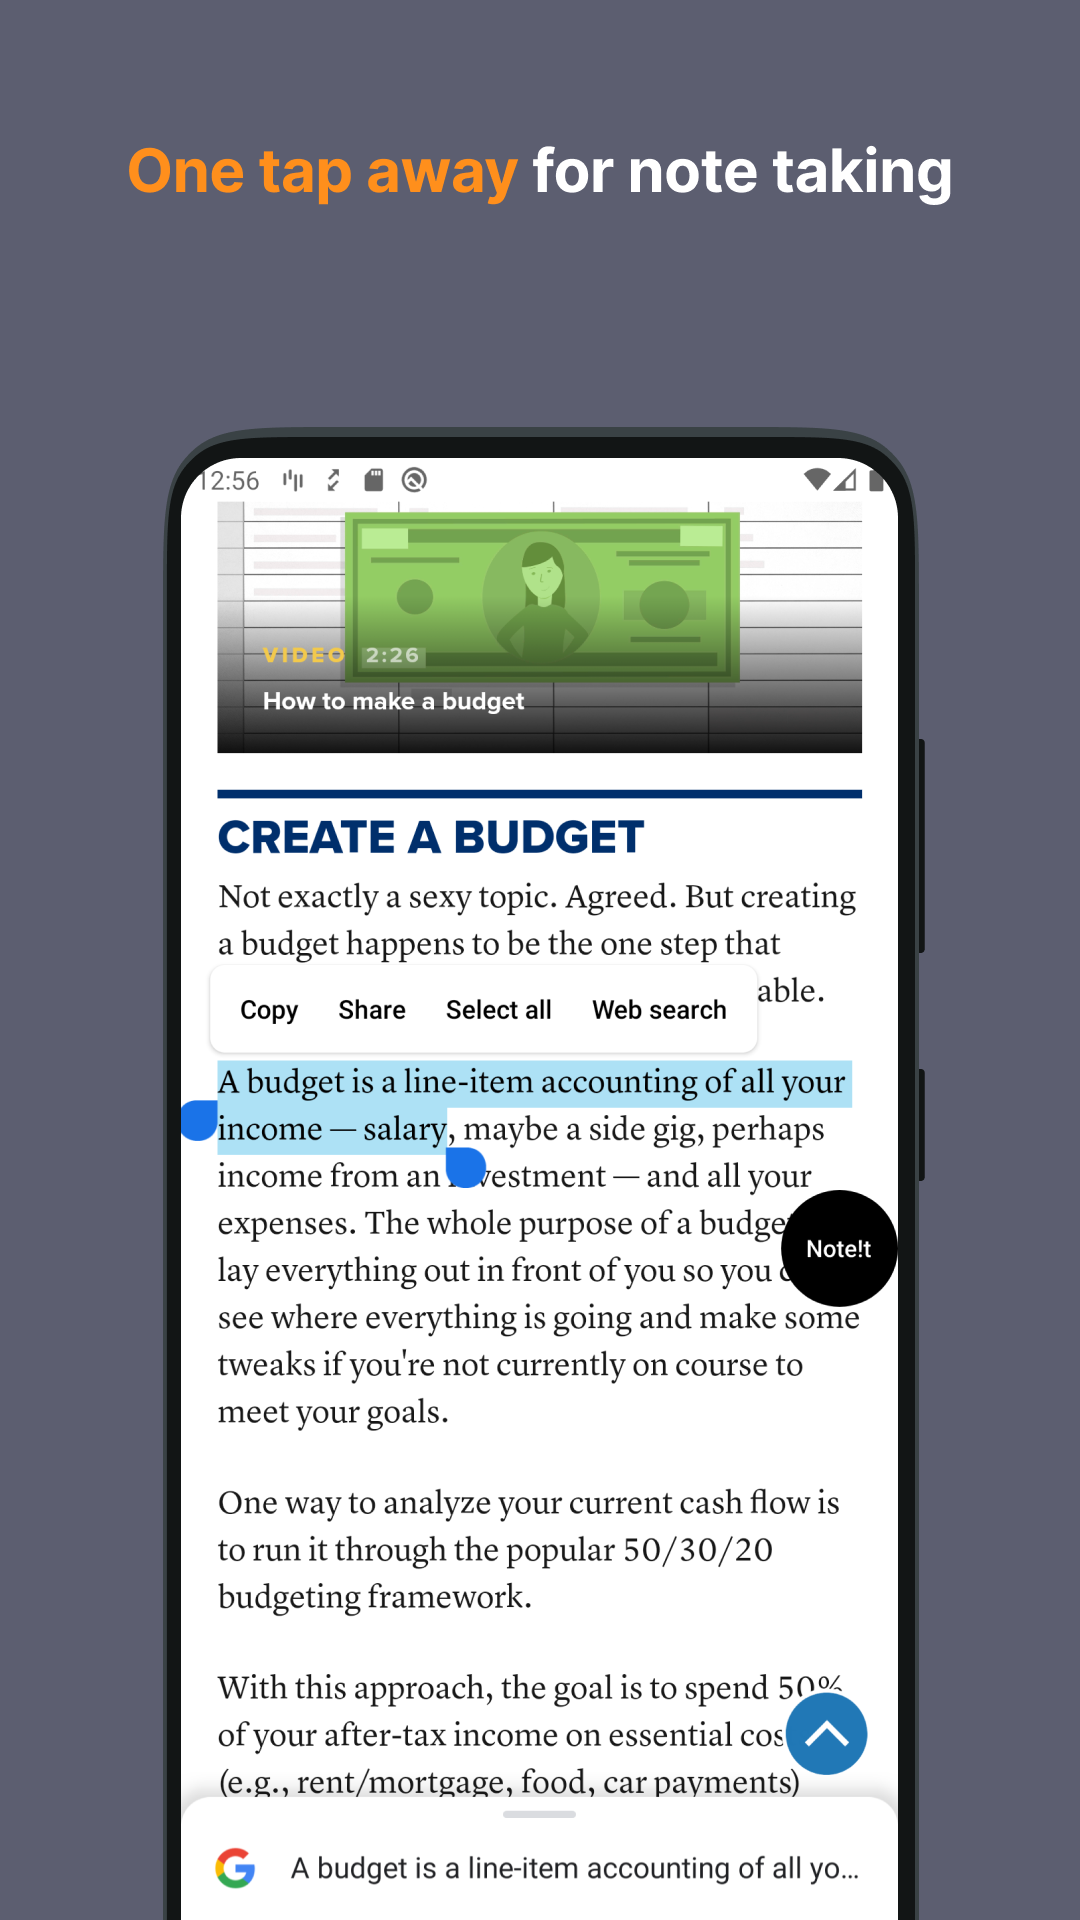 One tap away for note taking
12:56
VIDEO 2:26
How to make a budget
CREATE A BUDGET
Not exactly a sexy topic. Agreed. But creating
a budget happens to be the one step that
able.
Copy Share Select all Web search
A budget is a line-item accounting of all your
income — salary, maybe a side gig, perhaps
income from an investment — and all your
expenses. The whole purpose of a budget
Note!t
lay everything out in front of you so you
see where everything is going and make some
tweaks if you're not currently on course to
meet your goals.
One way to analyze your current cash flow is
to run it through the popular 50/30/20
budgeting framework.
With this approach, the goal is to spend 50%
of your after-tax income on essential cos
(e.g., rent/mortgage, food, car payments)
A budget is a line-item accounting of all yo...